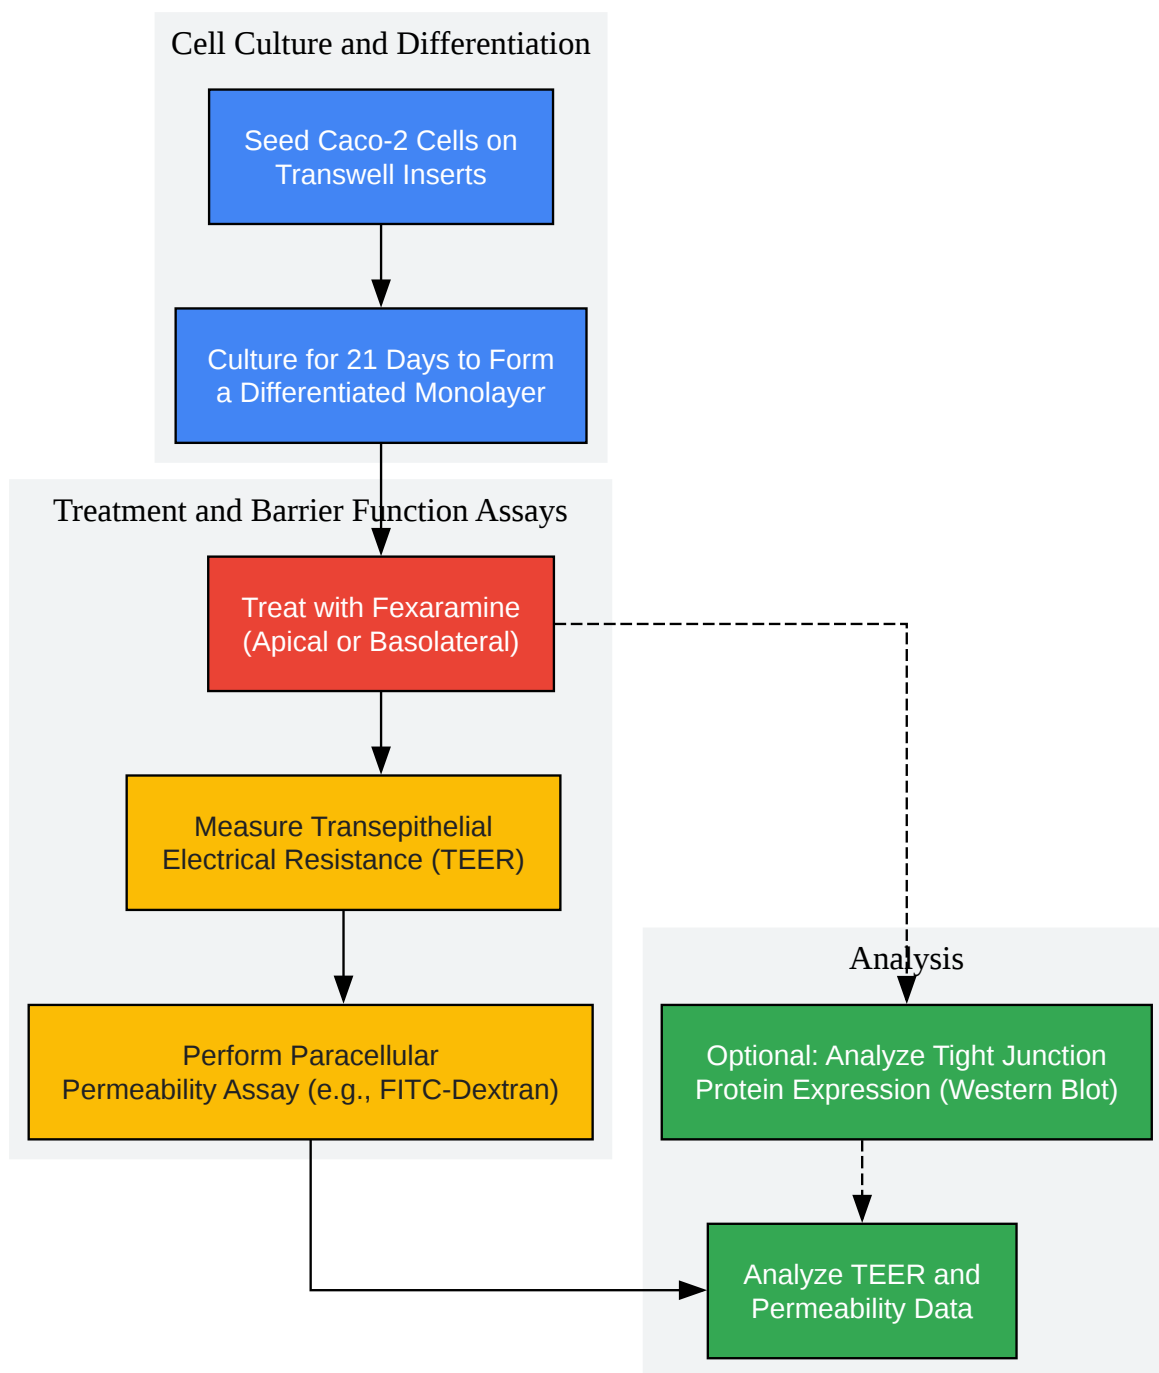 Cell Culture and Differentiation
Seed Caco-2 Cells on
Transwell Inserts
Culture for 21 Days to Form
a Differentiated Monolayer
Treatment and Barrier Function Assays
Treat with Fexaramine
(Apical or Basolateral)
Measure Transepithelial
Electrical Resistance (TEER)
Perform Paracellular
Permeability Assay (e.g., FITC-Dextran)
Analysis
Optional: Analyze Tight Junction
Protein Expression (Western Blot)
Analyze TEER and
Permeability Data